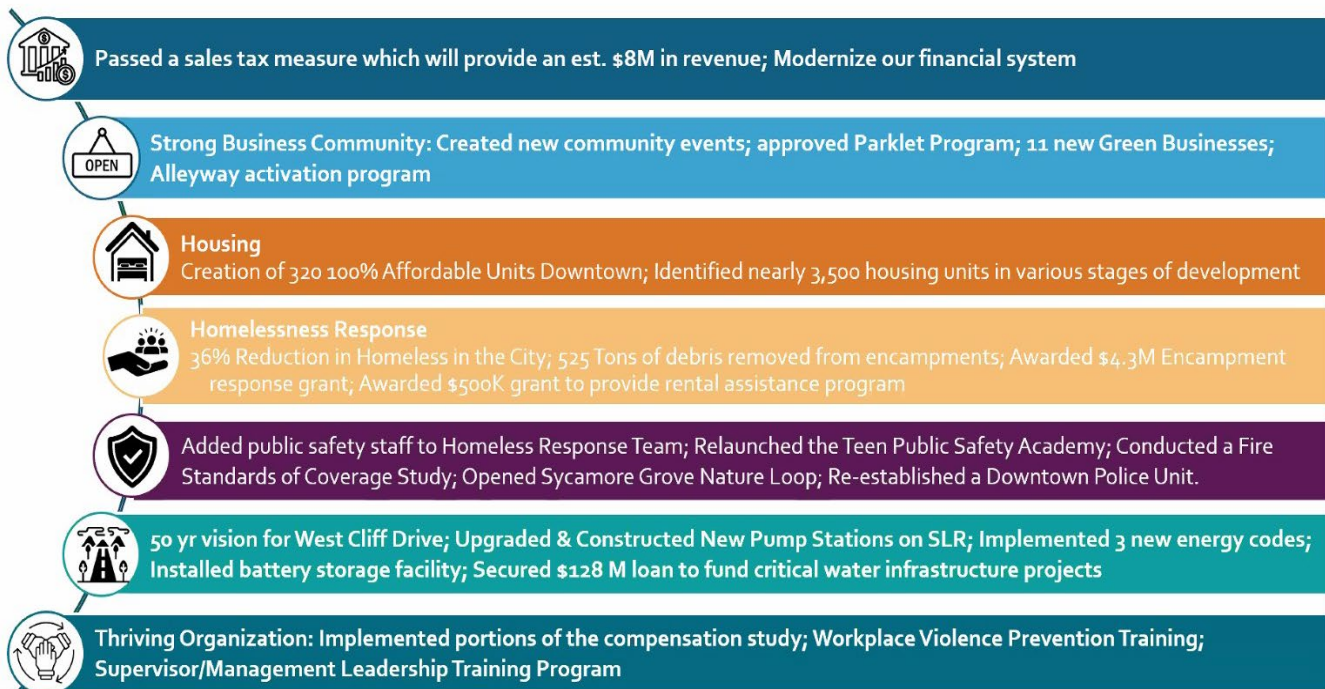 Passed a sales tax measure which will provide an est. $8M in revenue; Modernize our financial system
OPEN
Strong Business Community: Created new community events; approved Parklet Program; 11 new Green Businesses;
Alleyway activation program
Housing
Creation of 320 100% Affordable Units Downtown; Identified nearly 3,500 housing units in various stages of development
Homelessness Response
36% Reduction in Homeless in the City; 525 Tons of debris removed from encampments; Awarded $4.3M Encampment
response grant; Awarded $500K grant to provide rental assistance program
Added public safety staff to Homeless Response Team; Relaunched the Teen Public Safety Academy; Conducted a Fire
Standards of Coverage Study; Opened Sycamore Grove Nature Loop; Re-established a Downtown Police Unit.
50 yr vision for West Cliff Drive; Upgraded & Constructed New Pump Stations on SLR; Implemented 3 new energy codes;
Installed battery storage facility; Secured $128 M loan to fund critical water infrastructure projects
Thriving Organization: Implemented portions of the compensation study; Workplace Violence Prevention Training;
Supervisor/Management Leadership Training Program